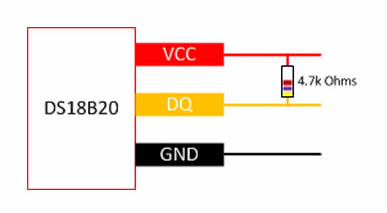 VCC
4.7k Ohms
DS18B20
DQ
GND